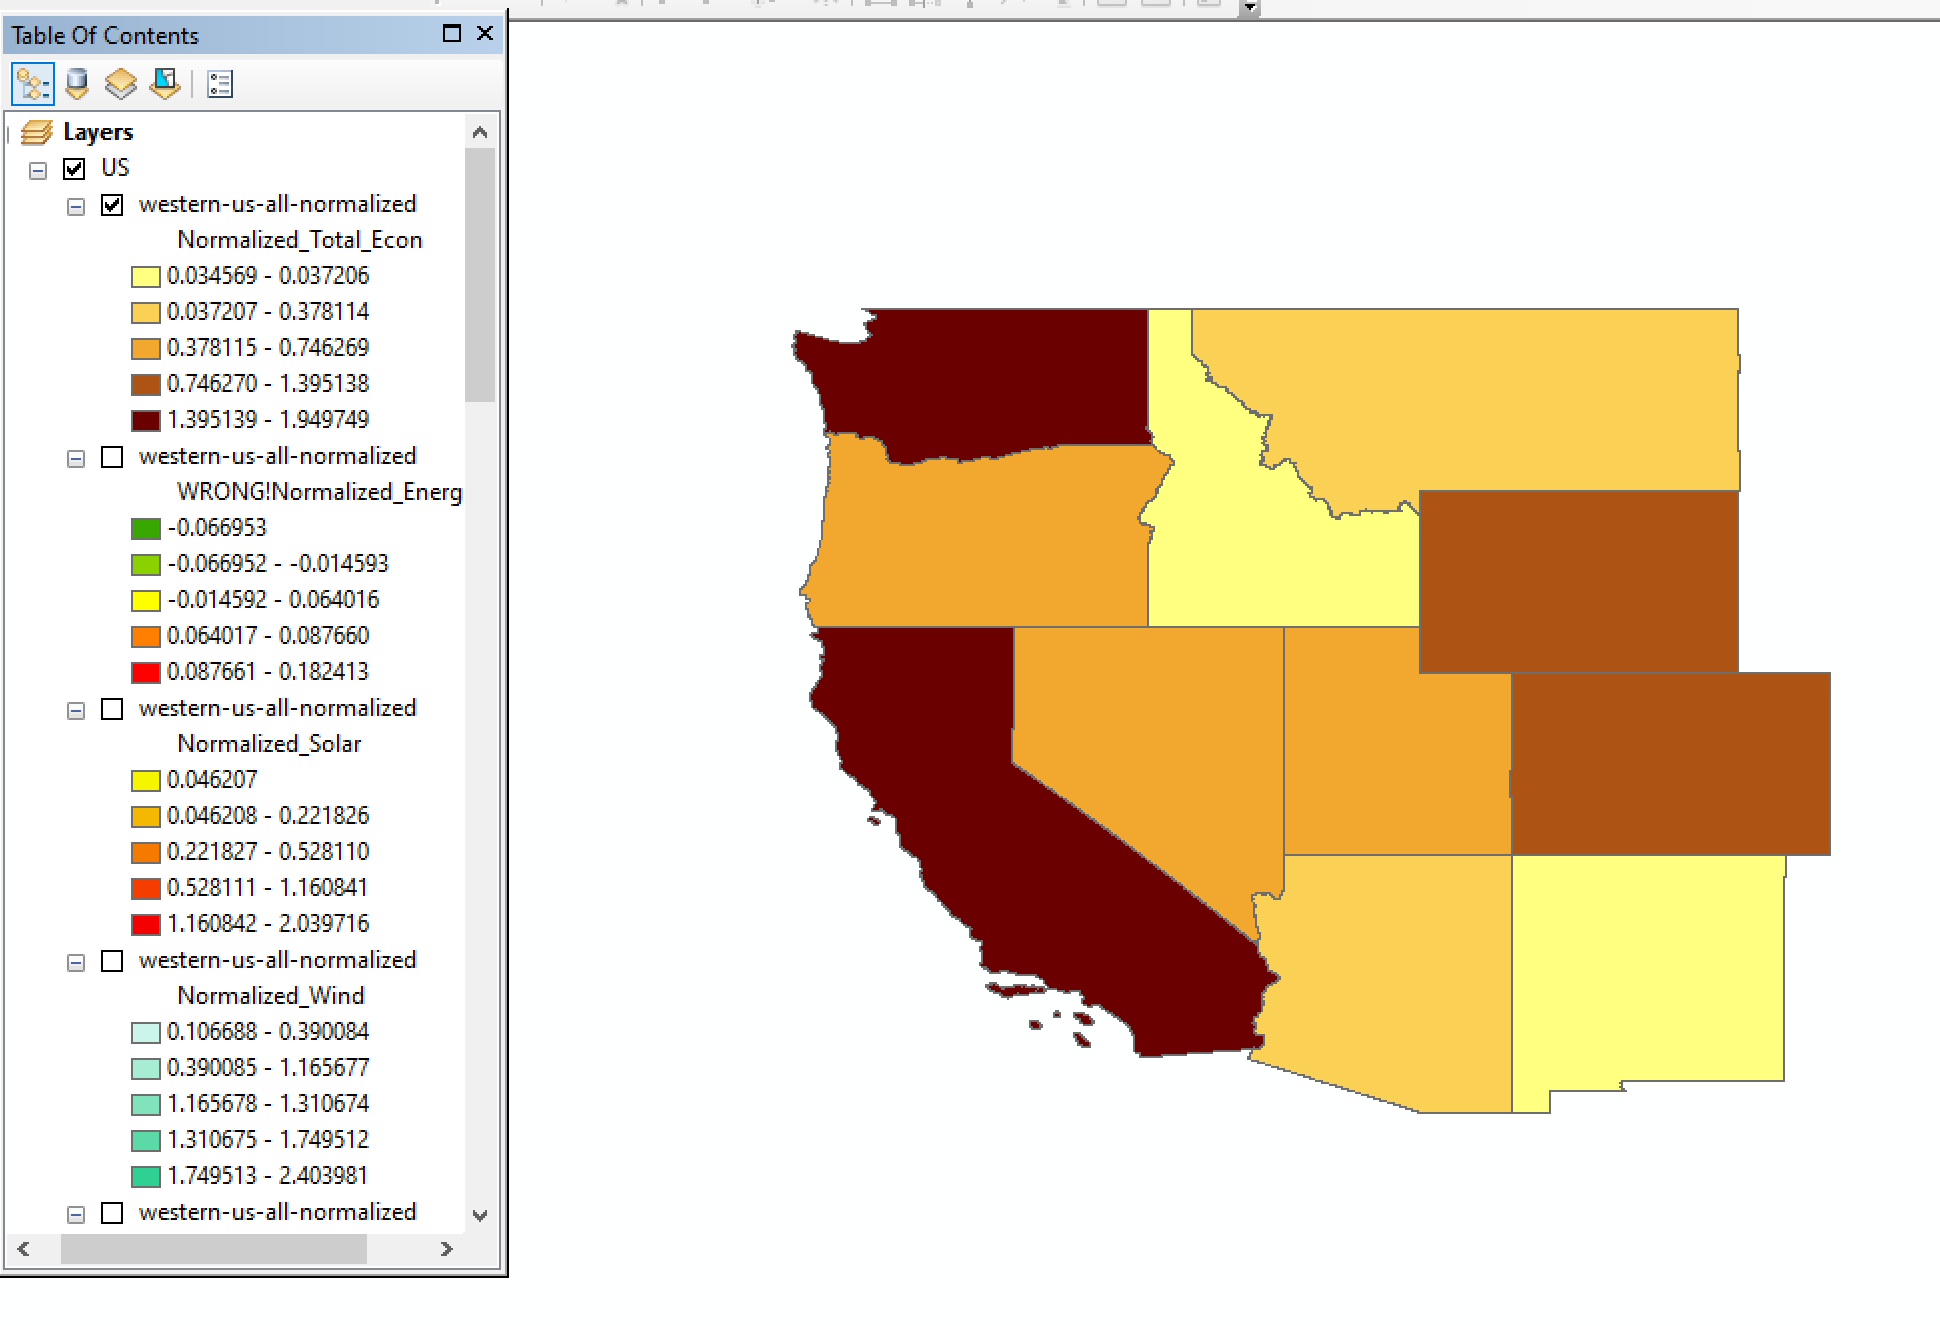 Table Of Contents
Layers
US
western-us-all-normalized
Normalized_Total_Econ
0.034569 - 0.037206
0.037207 - 0.378114
0.378115 - 0.746269
0.746270 - 1.395138
1.395139 - 1.949749
western-us-all-normalized
WRONG!Normalized_Energ
-0.066953
-0.066952 - -0.014593
-0.014592 - 0.064016
0.064017 - 0.087660
0.087661 - 0.182413
western-us-all-normalized
Normalized_Solar
0.046207
0.046208 - 0.221826
0.221827 - 0.528110
0.528111 - 1.160841
1.160842 - 2.039716
western-us-all-normalized
Normalized_Wind
0.106688 - 0.390084
0.390085 - 1.165677
1.165678 - 1.310674
1.310675 - 1.749512
1.749513 - 2.403981
western-us-all-normalized